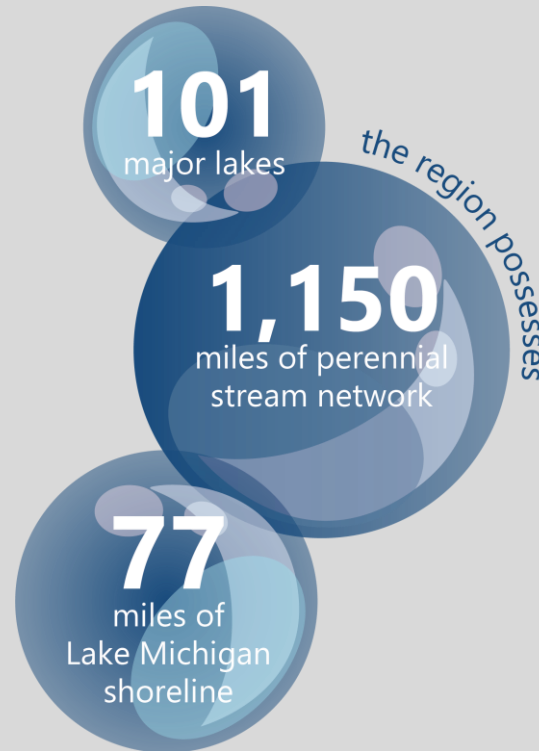 101
major lakes
the region possesses
1,150
miles of perennial
stream network
77
miles of
Lake Michigan
shoreline